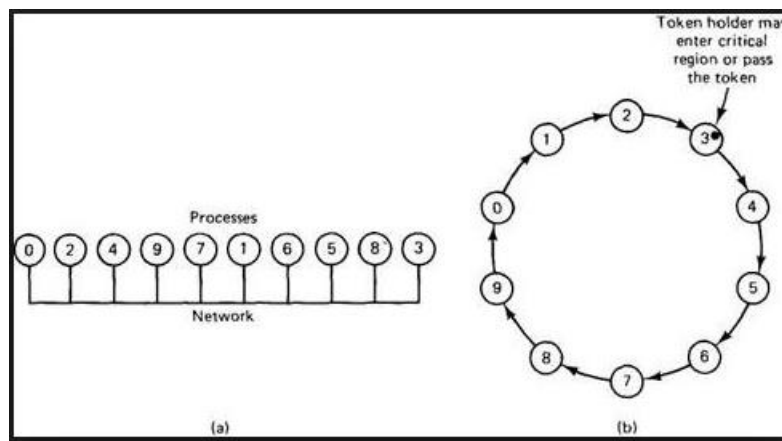 Token holder may
enter critical
region or pass
the token
2
1
3
0
4
Processes
0 2 4 9 7 1 6 5 8 3
Network
9
5
8
6
7
(a)
(b)